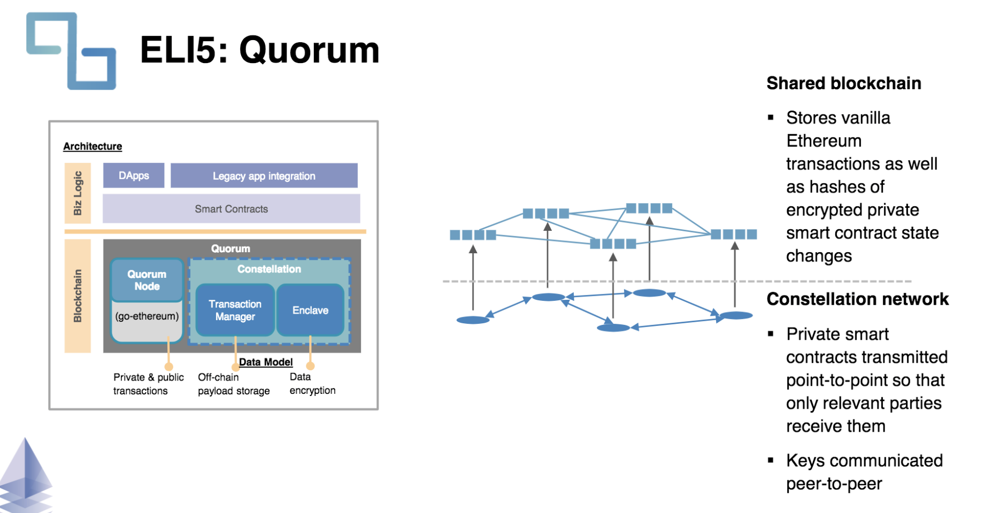 ELI5: Quorum
Architecture
Biz Logic
DApps
Legacy app integration
Smart Contracts
Blockchain
Quorum
Quorum
Node
(go-ethereum)
Constellation
Transaction
Manager
Enclave
Data Model
Private & public
transactions
Off-chain
payload storage
Data
encryption
Shared blockchain
▪ Stores vanilla
Ethereum
transactions as well
as hashes of
encrypted private
smart contract state
changes
Constellation network
▪ Private smart
contracts transmitted
point-to-point so that
only relevant parties
receive them
▪ Keys communicated
peer-to-peer